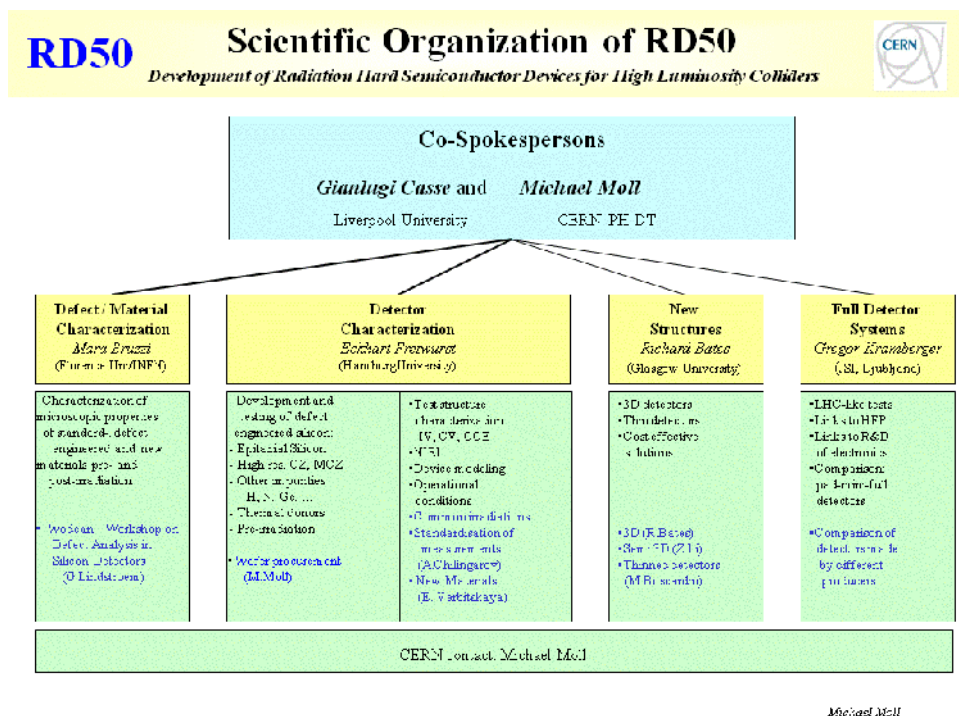 RD50
Scientific Organization of RD50
Development of Radiation Hard Semiconductor Devices for High Luminosity Colliders
CERN
Co-Spokespersons
Gianluigi Casse and Michael Moll
Liverpool University CERN PH-DT
Defect / Material
Characterization
Mara Bruzzi
(Florence Uni/INFN)
Detector
Characterization
Eckhart Fretwurst
(Hamburg University)
New
Structures
Richard Bates
(Glasgow University)
Full Detector
Systems
Gregor Kramberger
(JSI, Ljubljana)
Characterization of
microscopic properties
of standard-, defect
engineered and new
materials pre- and
post-irradiation
• Workshop on
Defect Analysis in
Silicon Detectors
(G.Lindstroem)
Development and
testing of defect
engineered silicon:
- Epitaxial Silicon
- High res. CZ, MCZ
- Other impurities
H, N, Ge, ...
- Thermal donors
- Pre-irradiation
• Wafer procurement
(M.Moll)
•Test structure
characterization
IV, CV, CCE
•NIEL
•Device modeling
•Operational
conditions
•Common irradiations
•Standardisation of
measurements
(A.Chilingarov)
•New Materials
(E. Verbitskaya)
•3D detectors
•Thin detectors
•Cost effective
solutions
•3D (R.Bates)
•Semi 3D (Z.Li)
•Thinned detectors
(M.Boscardin)
•LHC-like tests
•Links to HEP
•Links to R&D
of electronics
•Comparison:
pad-mini-full
detectors
•Comparison of
detectors made
by different
producers
CERN contact: Michael Moll
Michael Moll